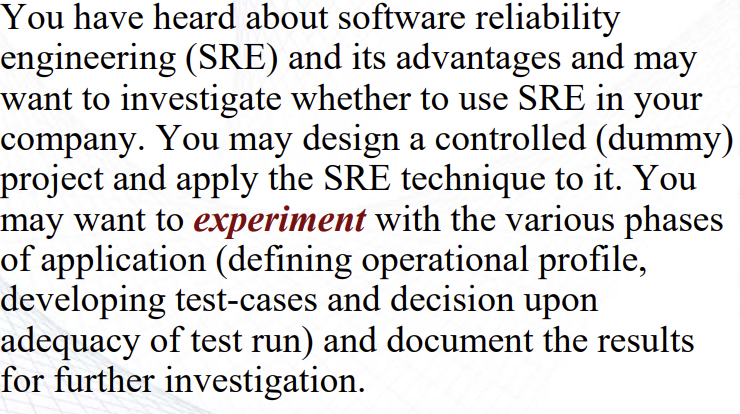 You have heard about software reliability
engineering (SRE) and its advantages and may
want to investigate whether to use SRE in your
company. You may design a controlled (dummy)
project and apply the SRE technique to it. You
may want to experiment with the various phases
of application (defining operational profile,
developing test-cases and decision upon
adequacy of test run) and document the results
for further investigation.